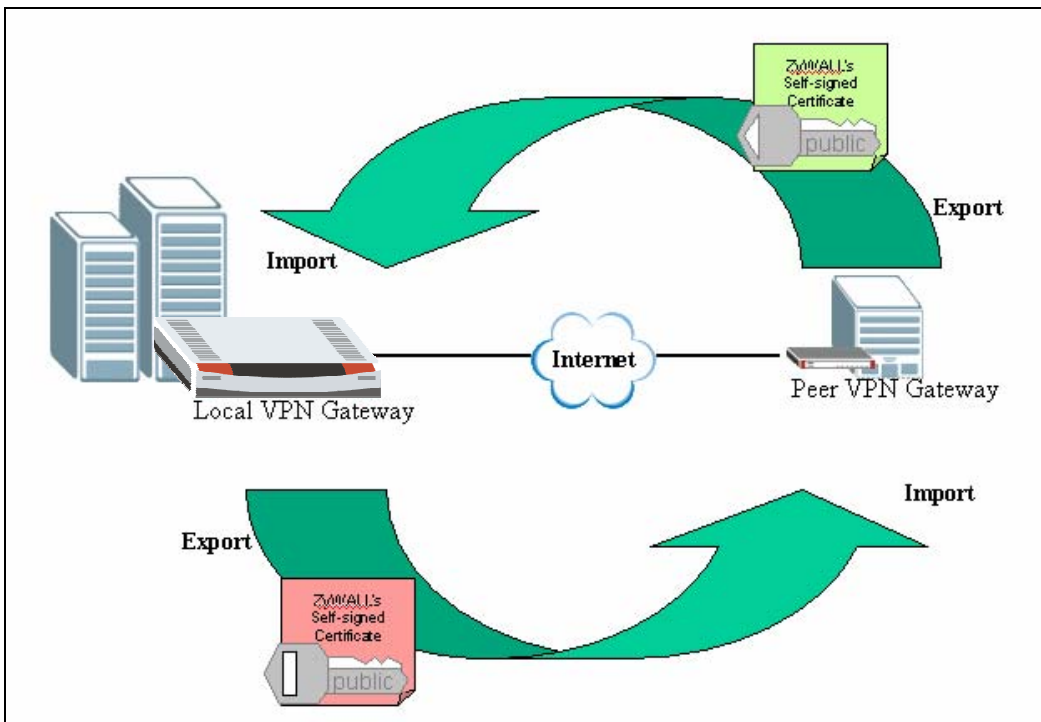 ZyWALL's
Self-signed
Certificate
public
Export
Import
Internet
Local VPN Gateway
Peer VPN Gateway
Import
Export
ZyWALL's
Self-signed
Certificate
public